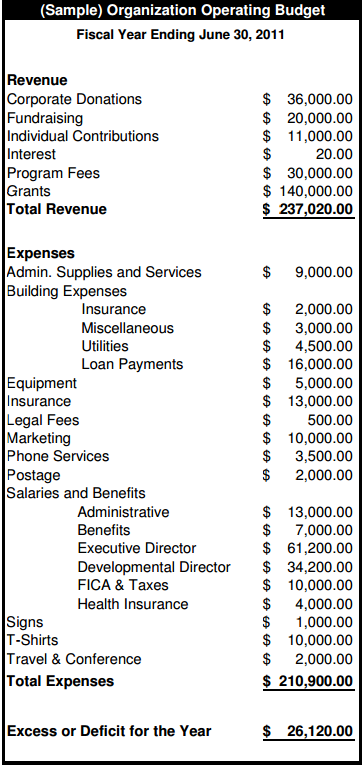 (Sample) Organization Operating Budget
Fiscal Year Ending June 30, 2011
Revenue
Corporate Donations $ 36,000.00
Fundraising $ 20,000.00
Individual Contributions $ 11,000.00
Interest $ 20.00
Program Fees $ 30,000.00
Grants $ 140,000.00
Total Revenue $ 237,020.00
Expenses
Admin. Supplies and Services $ 9,000.00
Building Expenses
Insurance $ 2,000.00
Miscellaneous $ 3,000.00
Utilities $ 4,500.00
Loan Payments $ 16,000.00
Equipment $ 5,000.00
Insurance $ 13,000.00
Legal Fees $ 500.00
Marketing $ 10,000.00
Phone Services $ 3,500.00
Postage $ 2,000.00
Salaries and Benefits
Administrative $ 13,000.00
Benefits $ 7,000.00
Executive Director $ 61,200.00
Developmental Director $ 34,200.00
FICA & Taxes $ 10,000.00
Health Insurance $ 4,000.00
Signs $ 1,000.00
T-Shirts $ 10,000.00
Travel & Conference $ 2,000.00
Total Expenses $ 210,900.00
Excess or Deficit for the Year $ 26,120.00